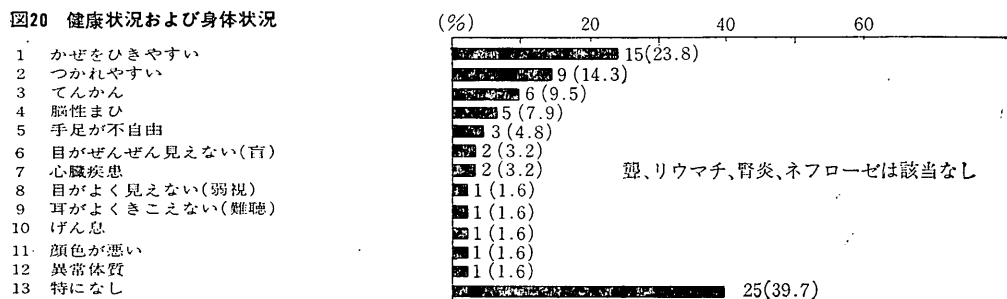 図20 健康状況および身体状況
(%) 20 40 60
1 かぜをひきやすい 15(23.8)
2 つかれやすい 9(14.3)
3 てんかん 6(9.5)
4 脳性まひ 5(7.9)
5 手足が不自由 3(4.8)
6 目がぜんぜん見えない(盲) 2(3.2)
7 心臓疾患 2(3.2)
聾、リウマチ、腎炎、ネフローゼは該当なし
8 目がよく見えない(弱視) 1(1.6)
9 耳がよくきこえない(難聴) 1(1.6)
10 げん息 1(1.6)
11 顔色が悪い 1(1.6)
12 異常体質 1(1.6)
13 特になし 25(39.7)